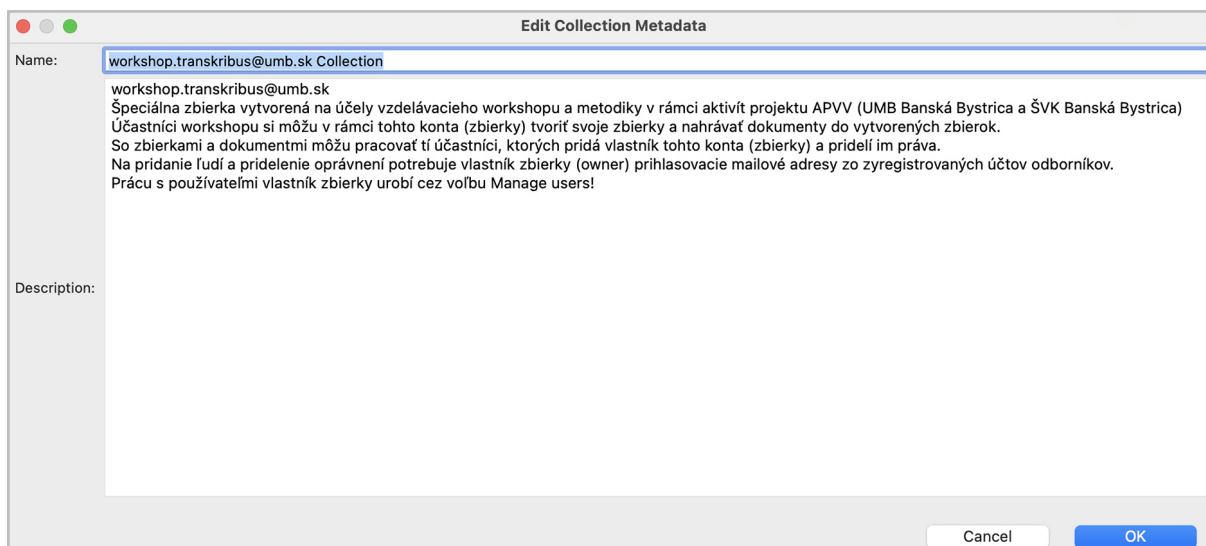 Edit Collection Metadata
Name:
workshop.transkribus@umb.sk Collection
workshop.transkribus@umb.sk
Špeciálna zbierka vytvorená na účely vzdelávacieho workshopu a metodiky v rámci aktivít projektu APVV (UMB Banská Bystrica a ŠVK Banská Bystrica)
Účastníci workshopu si môžu v rámci tohto konta (zbierky) tvoriť svoje zbierky a nahrávať dokumenty do vytvorených zbierok.
So zbierkami a dokumentmi môžu pracovať tí účastníci, ktorých pridá vlastník tohto konta (zbierky) a pridelí im práva.
Na pridanie ľudí a pridelenie oprávnení potrebuje vlastník zbierky (owner) prihlasovacie mailové adresy zo zyregistrovaných účtov odborníkov.
Prácu s používateľmi vlastník zbierky urobí cez voľbu Manage users!
Description:
Cancel
OK